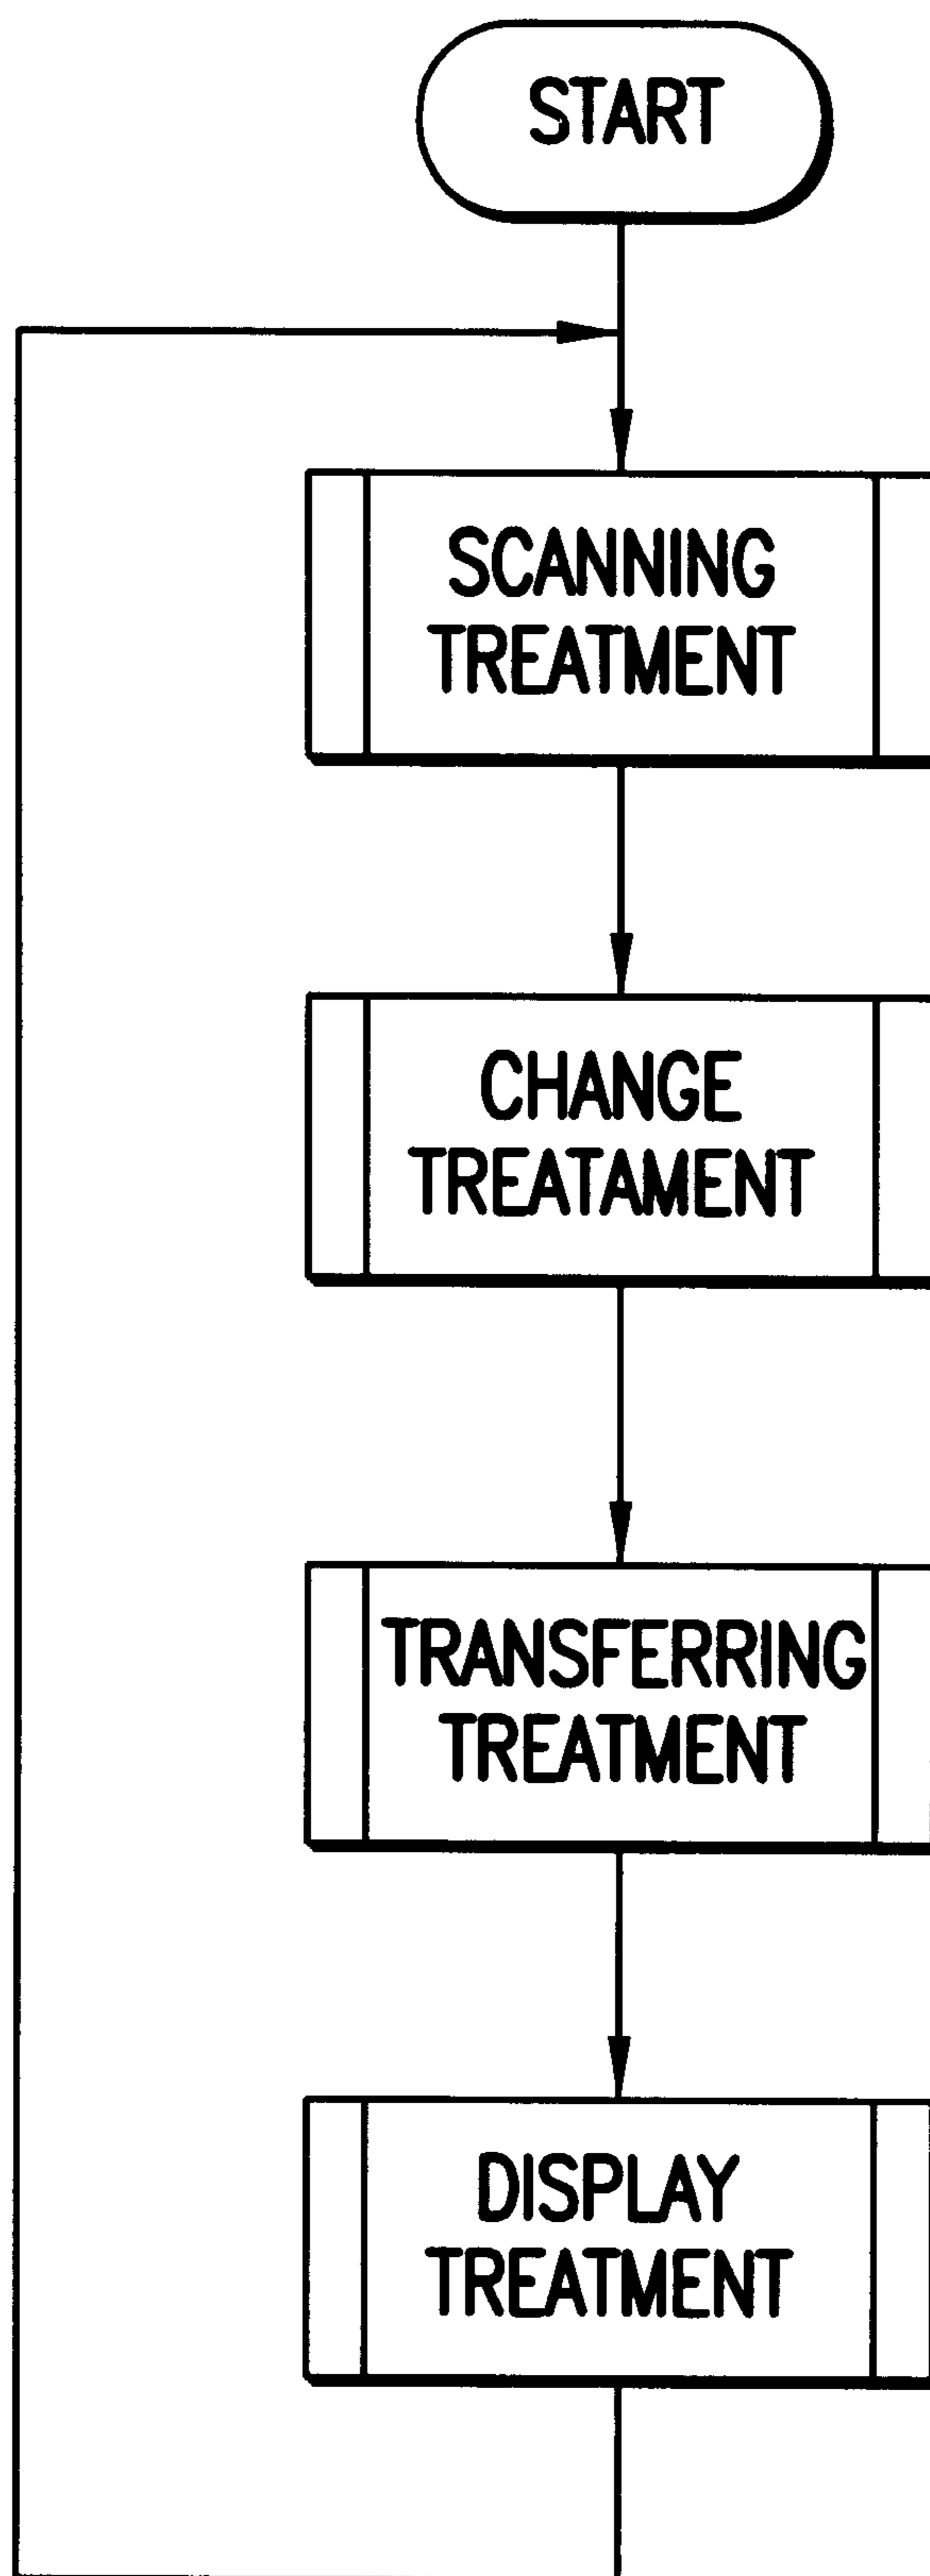 START
SCANNING
TREATMENT
CHANGE
TREATAMENT
TRANSFERRING
TREATMENT
DISPLAY
TREATMENT